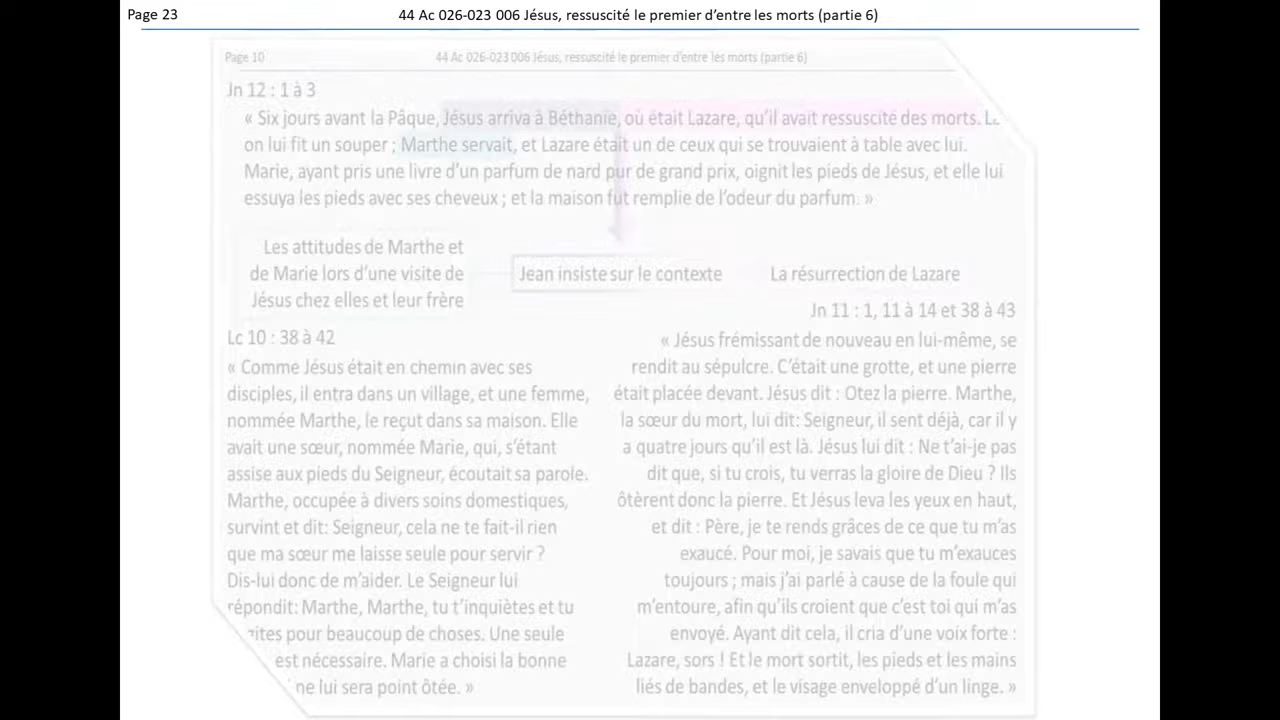 Page 23
44 Ac 026-023 006 Jésus, ressuscité le premier d’entre les morts (partie 6)
Page 10
44 Ac 026-023 006 Jésus, ressuscité le premier d’entre les morts (partie 6)
Jn 12 : 1 à 3
« Six jours avant la Pâque, Jésus arriva à Béthanie, où était Lazare, qu’il avait ressuscité des morts.
on lui fit un souper ; Marthe servait, et Lazare était un de ceux qui se trouvaient à table avec lui.
Marie, ayant pris une livre d’un parfum de nard pur de grand prix, oignit les pieds de Jésus, et elle lui
essuya les pieds avec ses cheveux ; et la maison fut remplie de l’odeur du parfum. »
Les attitudes de Marthe et
de Marie lors d’une visite de
Jésus chez elles et leur frère
Jean insiste sur le contexte
La résurrection de Lazare
Lc 10 : 38 à 42
« Comme Jésus était en chemin avec ses
disciples, il entra dans un village, et une femme,
nommée Marthe, le reçut dans sa maison. Elle
avait une sœur, nommée Marie, qui, s’étant
assise aux pieds du Seigneur, écoutait sa parole.
Marthe, occupée à divers soins domestiques,
survint et dit: Seigneur, cela ne te fait-il rien
que ma sœur me laisse seule pour servir ?
Dis-lui donc de m’aider. Le Seigneur lui
répondit: Marthe, Marthe, tu t’inquiètes et tu
pour beaucoup de choses. Une seule
est nécessaire. Marie a choisi la bonne
ne lui sera point ôtée. »
Jn 11 : 1, 11 à 14 et 38 à 43
« Jésus frémissant de nouveau en lui-même, se
rendit au sépulcre. C’était une grotte, et une pierre
était placée devant. Jésus dit : Otez la pierre. Marthe,
la sœur du mort, lui dit: Seigneur, il sent déjà, car il y
a quatre jours qu’il est là. Jésus lui dit : Ne t’ai-je pas
dit que, si tu crois, tu verras la gloire de Dieu ? Ils
ôtèrent donc la pierre. Et Jésus leva les yeux en haut,
et dit : Père, je te rends grâces de ce que tu m’as
exaucé. Pour moi, je savais que tu m’exauces
toujours ; mais j’ai parlé à cause de la foule qui
m’entoure, afin qu’ils croient que c’est toi qui m’as
envoyé. Ayant dit cela, il cria d’une voix forte :
Lazare, sors ! Et le mort sortit, les pieds et les mains
liés de bandes, et le visage enveloppé d’un linge. »